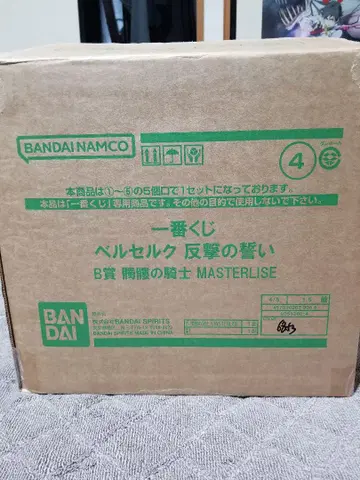 BANDAI NAMCO
4
本商品は①~⑤の5個口で1セットになっております。
本品は「一番くじ」専用商品です。その他の目的で使用しないで下さい。
一番くじ
ベルセルク 反撃の誓い
B賞 髑髏の騎士 MASTERLISE
BAN
DAI
BANDAI SPIRITS